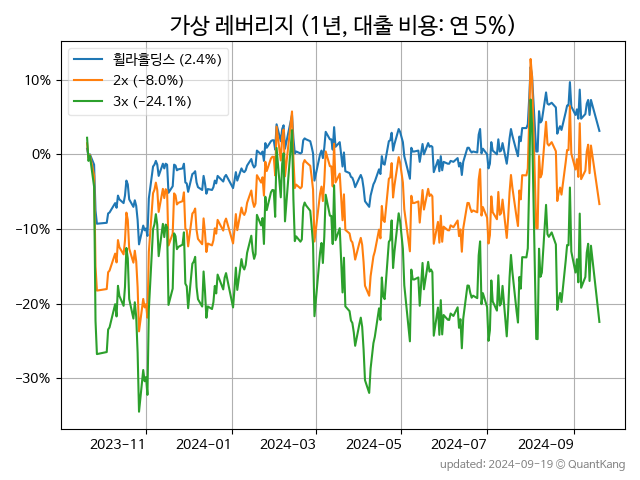 가상 레버리지 (1년, 대출 비용: 연 5%)
휠라홀딩스 (2.4%)
2x (−8.0%)
3x (−24.1%)
10%
0%
−10%
−20%
−30%
2023-11
2024-01
2024-03
2024-05
2024-07
2024-09
updated: 2024-09-19 © QuantKang